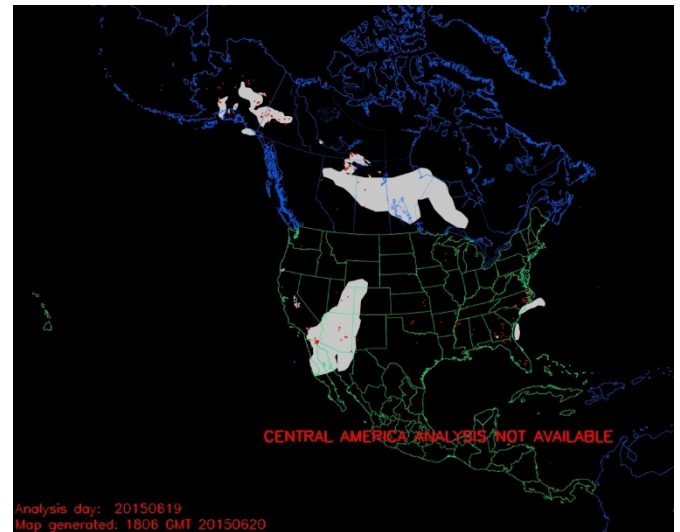 CENTRAL AMERICA ANALYSIS NOT AVAILABLE
Analysis day: 20150619
Map generated: 1806 GMT 20150620